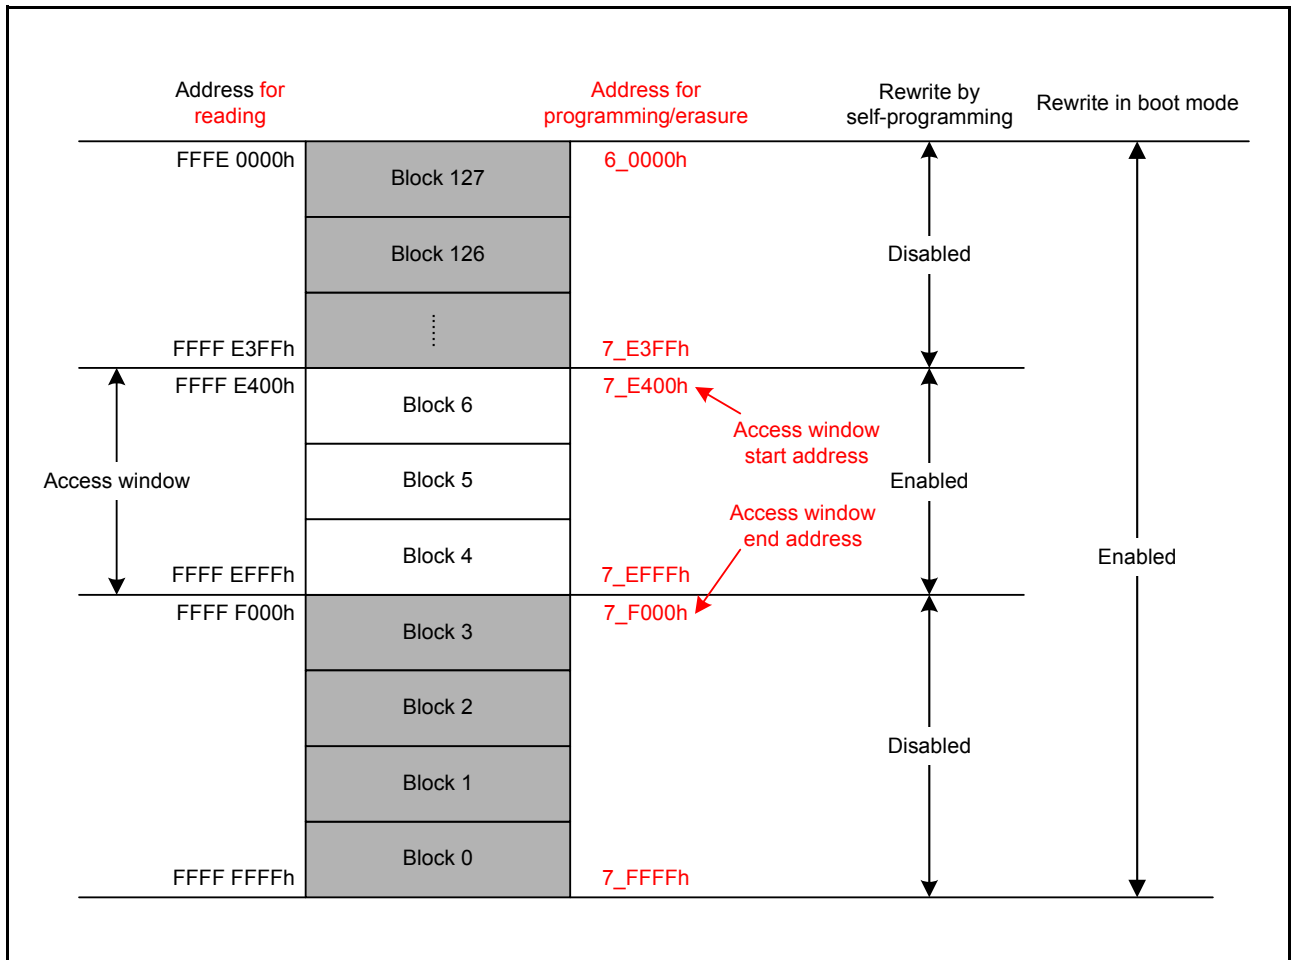 Address for
reading
Address for
programming/erasure
Rewrite by
self-programming
Rewrite in boot mode
FFFE 0000h
Block 127
6_0000h
Block 126
Disabled
FFFF E3FFh
7_E3FFh
FFFF E400h
Block 6
7_E400h
Access window
start address
Access window
Block 5
Enabled
Access window
end address
Block 4
Enabled
FFFF EFFFh
7_EFFFh
FFFF F000h
Block 3
7_F000h
Block 2
Disabled
Block 1
Block 0
FFFF FFFFh
7_FFFFh